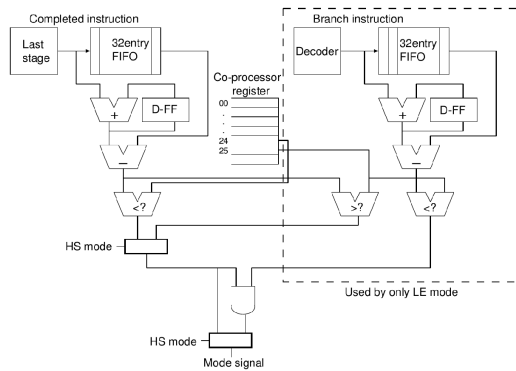 Completed instruction
Branch instruction
Last
stage
32entry
FIFO
Decoder
32entry
FIFO
Co-processor
register
00
.
.
.
24
25
+
D-FF
+
D-FF
−
−
<?
>?
<?
HS mode
Used by only LE mode
HS mode
Mode signal